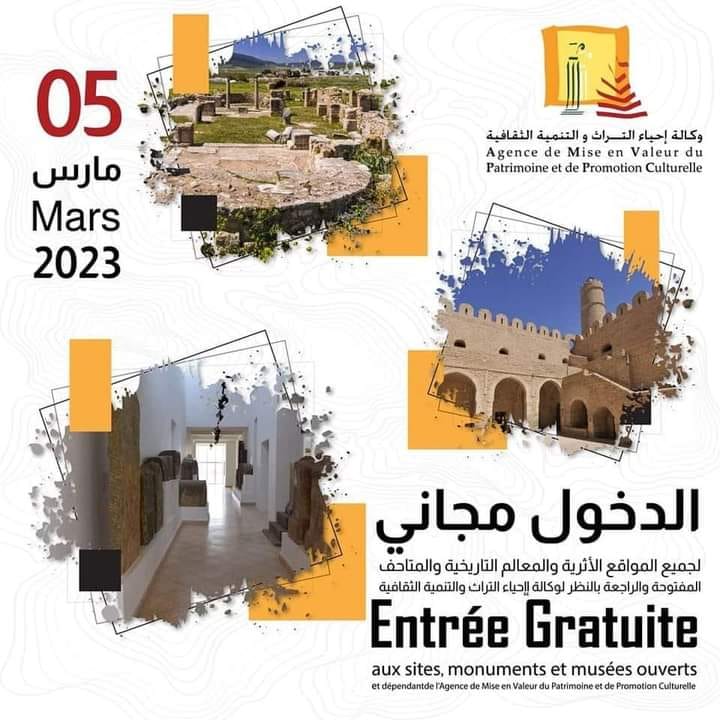 05
مارس
Mars
2023
وكالة إحياء التراث و التنمية الثقافية
Agence de Mise en Valeur du
Patrimoine et de Promotion Culturelle
الدخول مجاني
لجميع المواقع الأثرية والمعالم التاريخية والمتاحف
المفتوحة والراجعة بالنظر لوكالة إاحياء التراث والتنمية الثقافية
Entrée Gratuite
aux sites, monuments et musées ouverts
et dépendantde l'Agence de Mise en Valeur du Patrimoine et de Promotion Culturelle